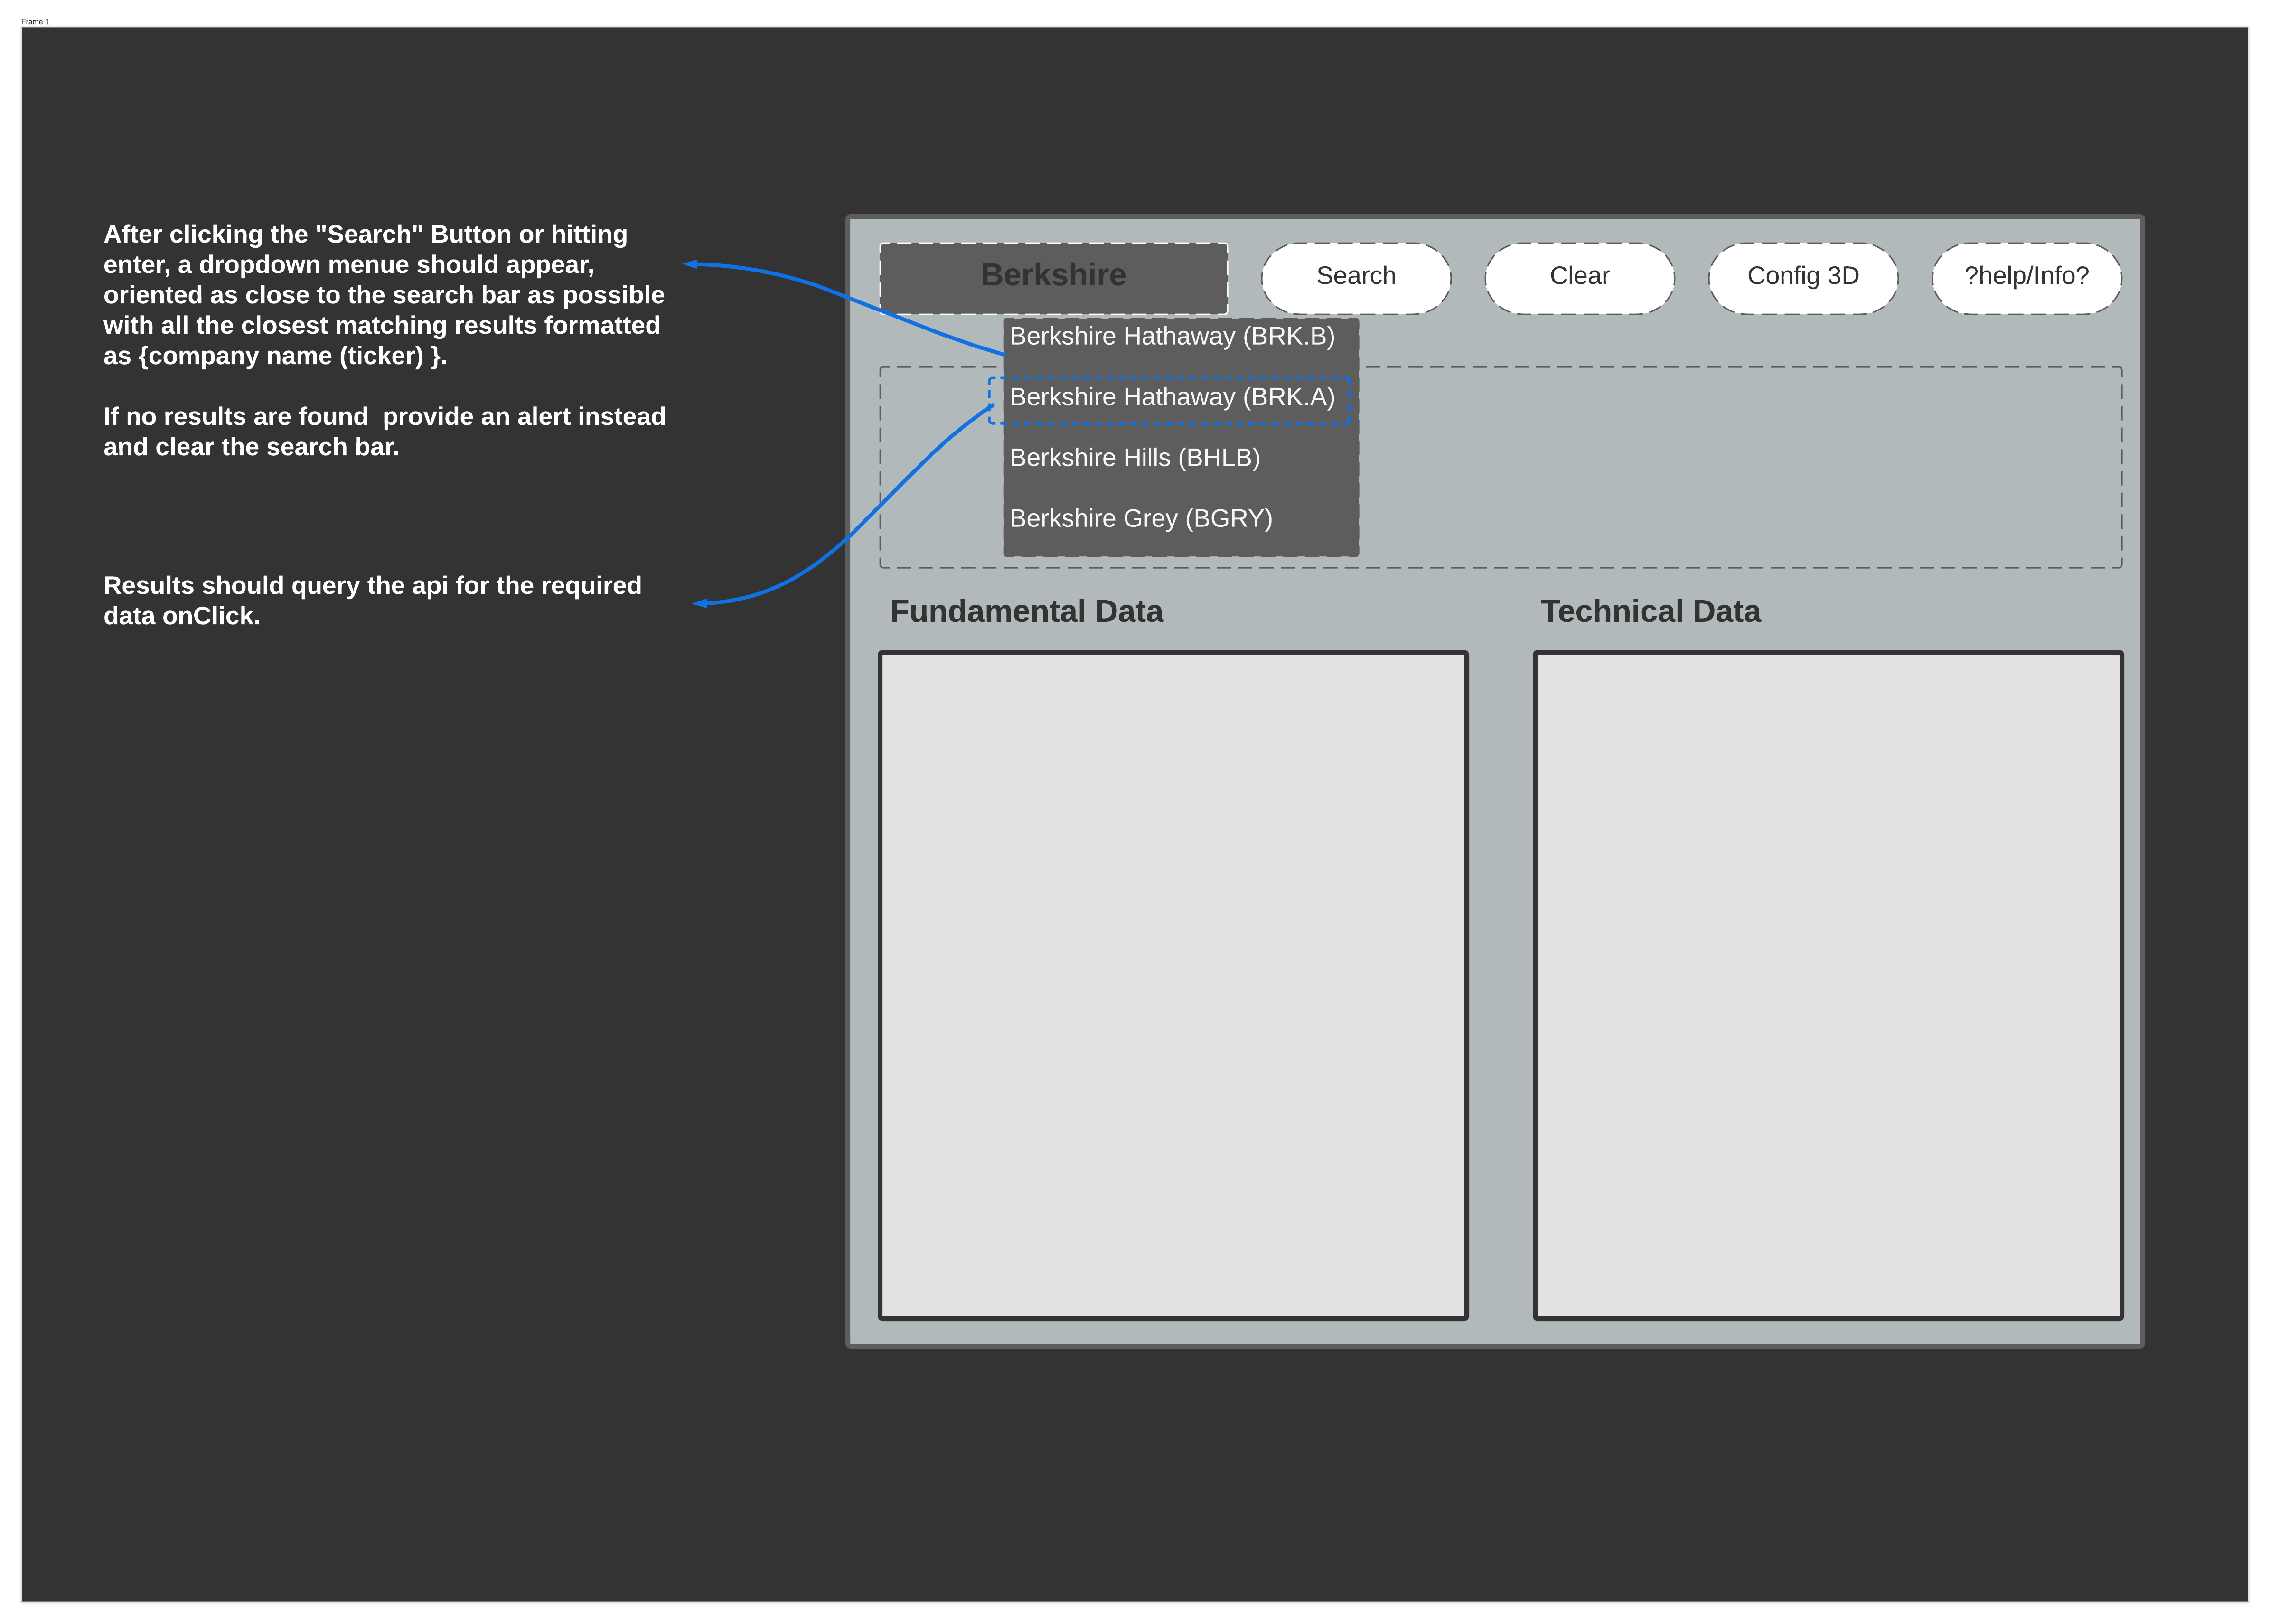 Frame 1
After clicking the "Search" Button or hitting
enter, a dropdown menue should appear,
oriented as close to the search bar as possible
with all the closest matching results formatted
as {company name (ticker) }.
If no results are found  provide an alert instead
and clear the search bar.
Results should query the api for the required
data onClick.
Berkshire
Search
Clear
Config 3D
?help/Info?
Berkshire Hathaway (BRK.B)
Berkshire Hathaway (BRK.A)
Berkshire Hills (BHLB)
Berkshire Grey (BGRY)
Fundamental Data
Technical Data